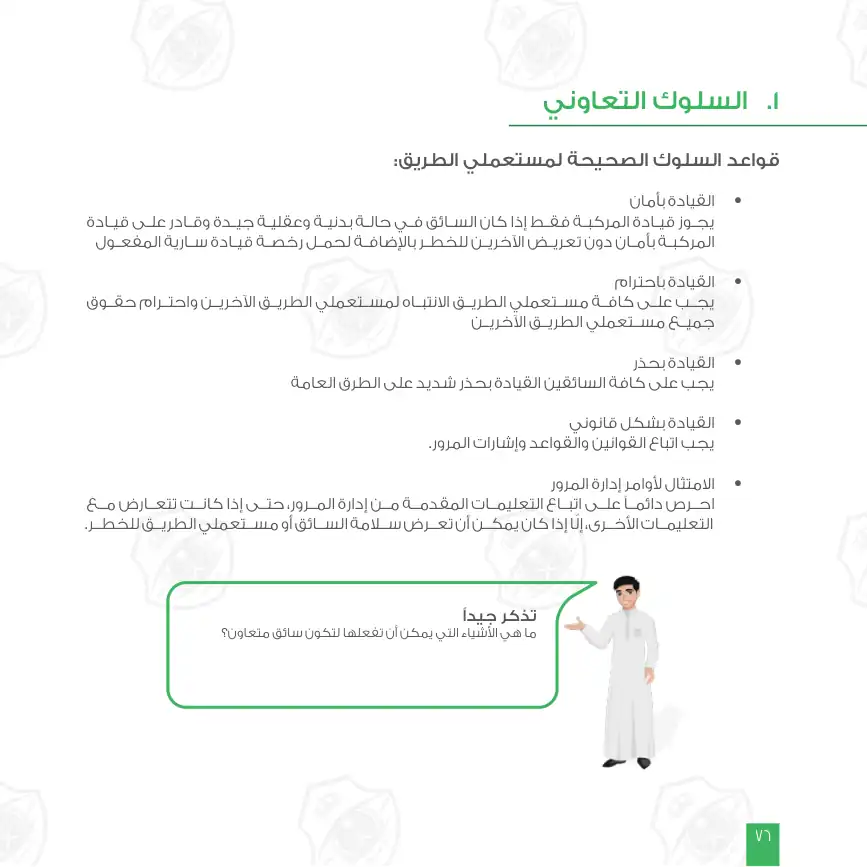 ١. السلوك التعاوني
قواعد السلوك الصحيحة لمستعملي الطريق:
• القيادة بأمان
يجوز قيادة المركبة فقط إذا كان السائق في حالة بدنية وعقلية جيدة وقادر على قيادة
المركبة بأمان دون تعريض الآخرين للخطر بالإضافة لحمل رخصة قيادة سارية المفعول
• القيادة باحترام
يجب على كافة مستعملي الطريق الانتباه لمستعملي الطريق الآخرين واحترام حقوق
جميع مستعملي الطريق الآخرين
• القيادة بحذر
يجب على كافة السائقين القيادة بحذر شديد على الطرق العامة
• القيادة بشكل قانوني
يجب اتباع القوانين والقواعد وإشارات المرور.
• الامتثال لأوامر إدارة المرور
احرص دائماً على اتباع التعليمات المقدمة من إدارة المرور، حتى إذا كانت تتعارض مع
التعليمات الأخرى، إلّا إذا كان يمكن أن تعرض سلامة السائق أو مستعملي الطريق للخطر.
تذكر جيداً
ما هي الأشياء التي يمكن أن تفعلها لتكون سائق متعاون؟
٧٦